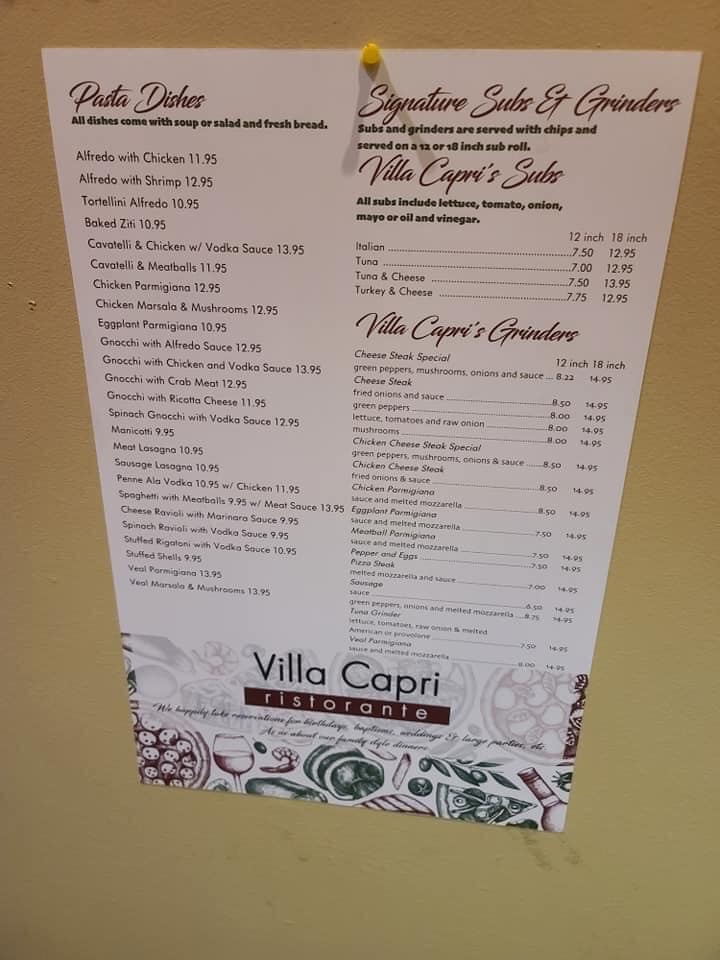 Pasta Dishes
All dishes come with soup or salad and fresh bread.
Alfredo with Chicken 11.95
Alfredo with Shrimp 12.95
Tortellini Alfredo 10.95
Baked Ziti 10.95
Cavatelli & Chicken w/ Vodka Sauce 13.95
Cavatelli & Meatballs 11.95
Chicken Parmigiana 12.95
Chicken Marsala & Mushrooms 12.95
Eggplant Parmigiana 10.95
Gnocchi with Alfredo Sauce 12.95
Gnocchi with Chicken and Vodka Sauce 13.95
Gnocchi with Crab Meat 12.95
Gnocchi with Ricotta Cheese 11.95
Spinach Gnocchi with Vodka Sauce 12.95
Manicotti 9.95
Meat Lasagna 10.95
Sausage Lasagna 10.95
Penne Ala Vodka 10.95 w/ Chicken 11.95
Spaghetti with Meatballs 9.95 w/ Meat Sauce 13.95
Cheese Ravioli with Marinara Sauce 9.95
Spinach Ravioli with Vodka Sauce 9.95
Stuffed Rigatoni with Vodka Sauce 10.95
Stuffed Shells 9.95
Veal Parmigiana 13.95
Veal Marsala & Mushrooms 13.95
Signature Subs & Grinders
Subs and grinders are served with chips and
served on a 12 or 18 inch sub roll.
Villa Capri's Subs
All subs include lettuce, tomato, onion,
mayo or oil and vinegar.
12 inch 18 inch
Italian 7.50 12.95
Tuna 7.00 12.95
Tuna & Cheese 7.50 13.95
Turkey & Cheese 7.75 12.95
Villa Capri's Grinders
12 inch 18 inch
Cheese Steak Special
green peppers, mushrooms, onions and sauce ... 8.22 14.95
Cheese Steak
fried onions and sauce 8.50 14.95
green peppers 8.00 14.95
lettuce, tomatoes and raw onion 8.00 14.95
mushrooms 8.00 14.95
Chicken Cheese Steak Special
green peppers, mushrooms, onions & sauce 8.50 14.95
Chicken Cheese Steak
fried onions & sauce 8.50 14.95
Chicken Parmigiana
sauce and melted mozzarella 8.50 14.95
Eggplant Parmigiana
sauce and melted mozzarella 7.50 14.95
Meatball Parmigiana
sauce and melted mozzarella 7.50 14.95
Pepper and Eggs 7.50 14.95
Pizza Steak
melted mozzarella and sauce 7.00 14.95
Sausage
sauce 6.50 14.95
green peppers, onions and melted mozzarella 8.75 14.95
Tuna Grinder
lettuce, tomatoes, raw onion & melted
American or provolone 7.50 14.95
Veal Parmigiana
sauce and melted mozzarella 8.00 14.95
Villa Capri
ristorante
We happily take reservations for birthdays, baptisms, weddings & large parties, etc.
As us about our family style dinners